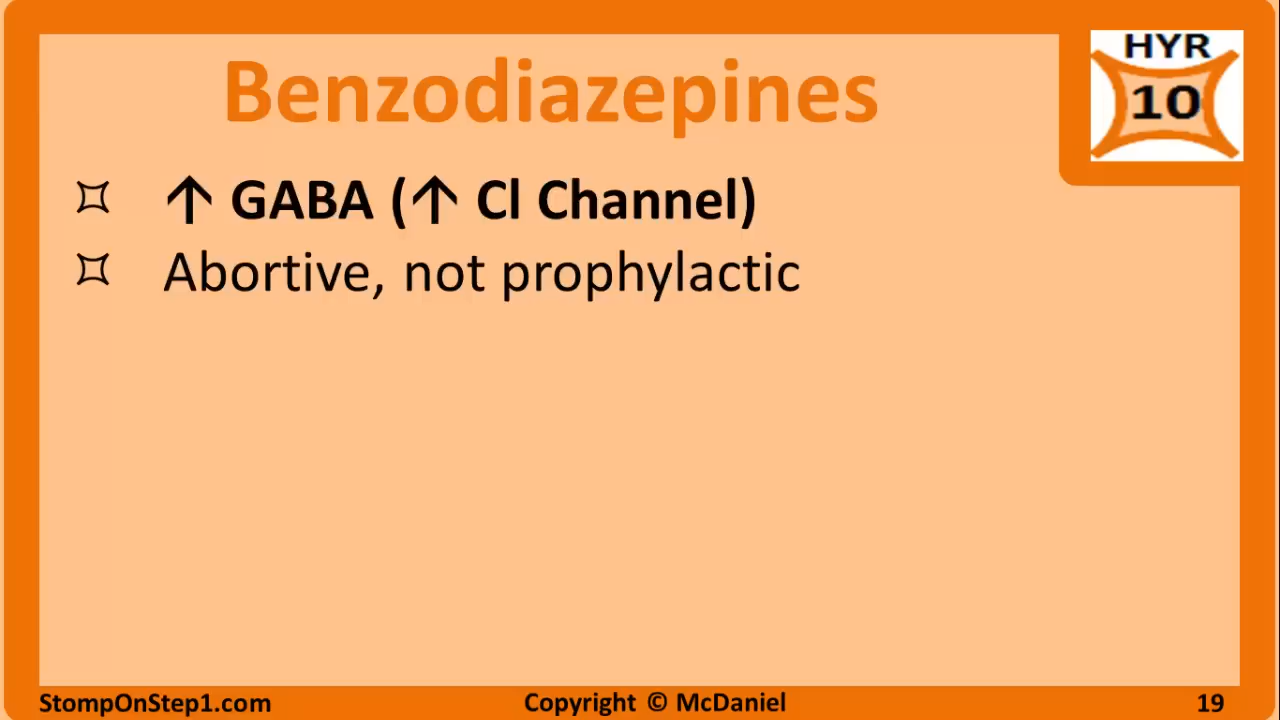 Benzodiazepines
HYR
10
↑ GABA (↑ Cl Channel)
Abortive, not prophylactic
StompOnStep1.com
Copyright © McDaniel
19